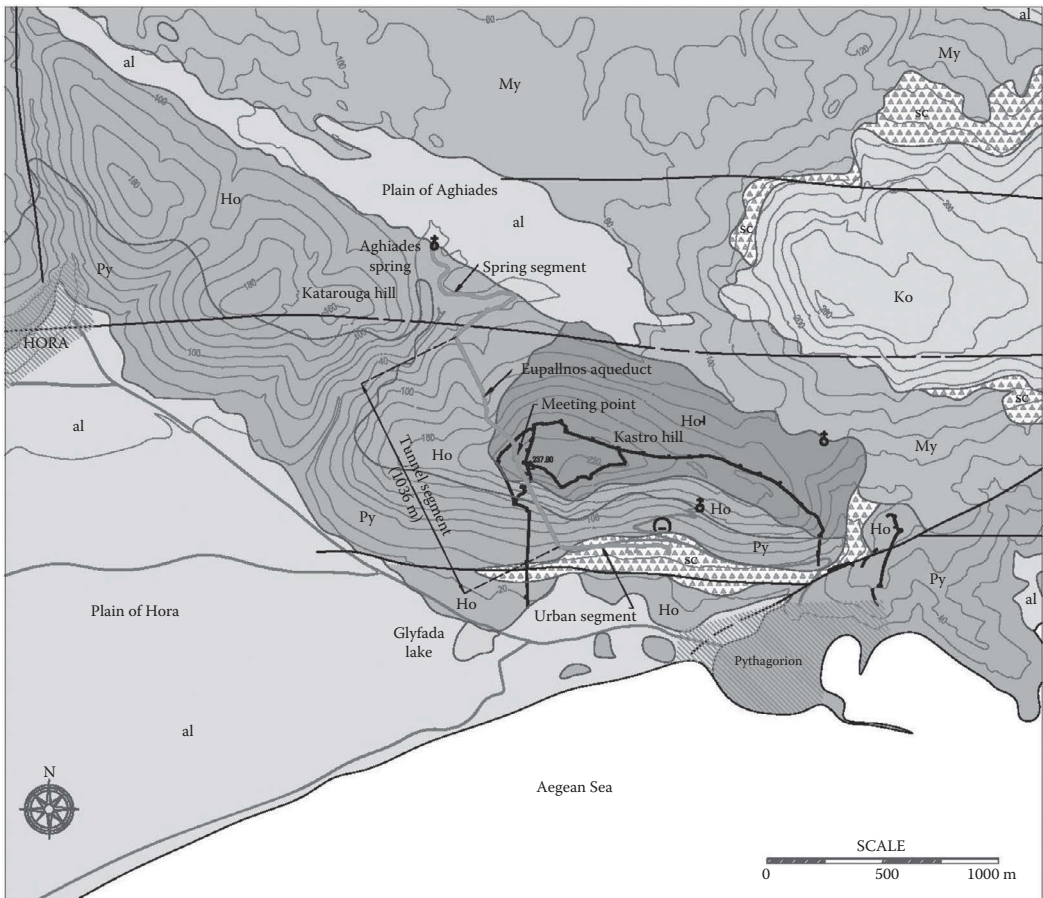 al
al
My
My
sc
Ho
Plain of Aghiades
al
sc
Aghiades
spring
Spring segment
Py
Katarouga hill
Ko
HORA
Eupallnos aqueduct
Meeting point
sc
al
Ho
Kastro hill
Ho
237.80
My
Tunnel segment
(1036 m)
Ho
Ho
Py
Py
sc
Py
Ho
Ho
Urban segment
al
Plain of Hora
Glyfada
lake
Pythagorion
al
N
Aegean Sea
SCALE
0 500 1000 m